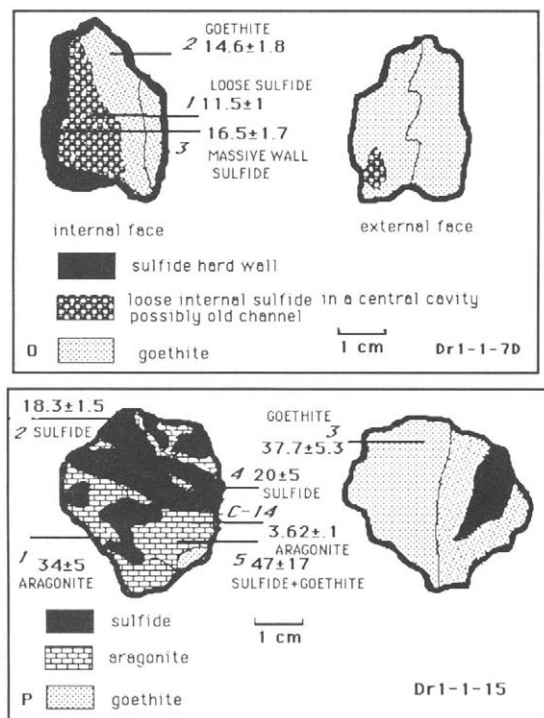 GOETHITE
2 14.6±1.8
LOOSE SULFIDE
1 11.5±1
16.5±1.7
3
MASSIVE WALL
SULFIDE
internal face
external face
sulfide hard wall
loose internal sulfide in a central cavity
possibly old channel
O
goethite
1 cm
Dr1-1-7D
18.3±1.5
2 SULFIDE
GOETHITE
3
37.7±5.3
4 20±5
SULFIDE
C-14
3.62±.1
ARAGONITE
1 34±5
ARAGONITE
5 47±17
SULFIDE+GOETHITE
sulfide
aragonite
1 cm
P
goethite
Dr1-1-15